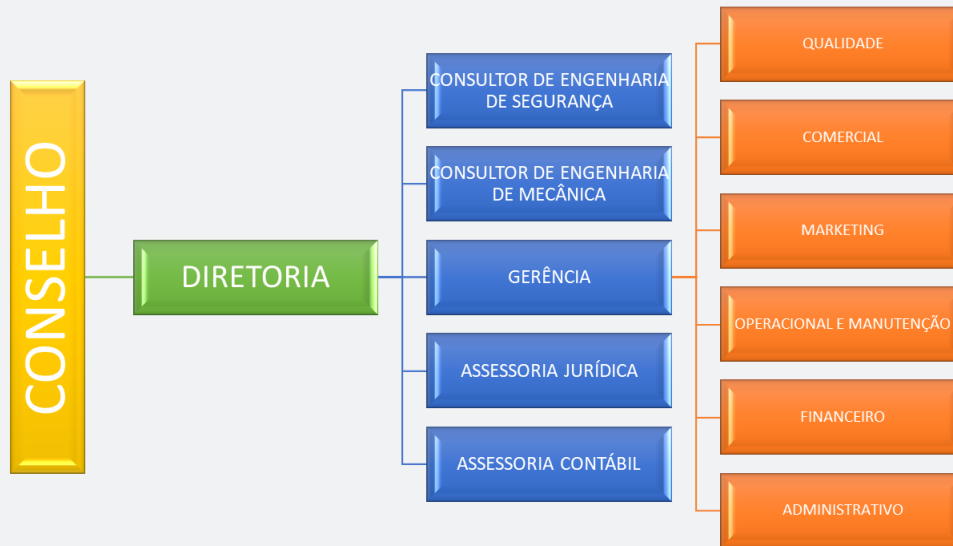 CONSELHO
DIRETORIA
CONSULTOR DE ENGENHARIA
DE SEGURANÇA
CONSULTOR DE ENGENHARIA
DE MECÂNICA
GERÊNCIA
ASSESSORIA JURÍDICA
ASSESSORIA CONTÁBIL
QUALIDADE
COMERCIAL
MARKETING
OPERACIONAL E MANUTENÇÃO
FINANCEIRO
ADMINISTRATIVO